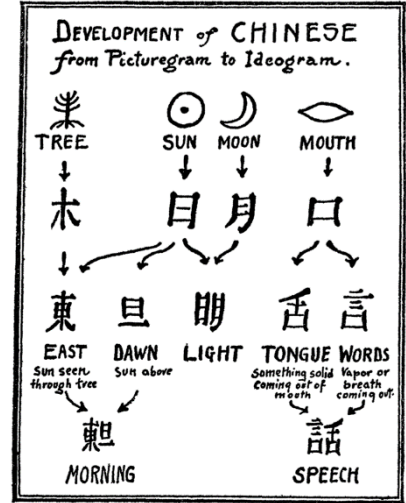 DEVELOPMENT of CHINESE
from Picturegram to Ideogram.
TREE SUN MOON MOUTH
木 日 月 口
東 旦 明 舌 言
EAST DAWN LIGHT TONGUE WORDS
Sun seen through tree
Sun above
Something solid coming out of mouth
Vapor or breath coming out.
話
MORNING SPEECH